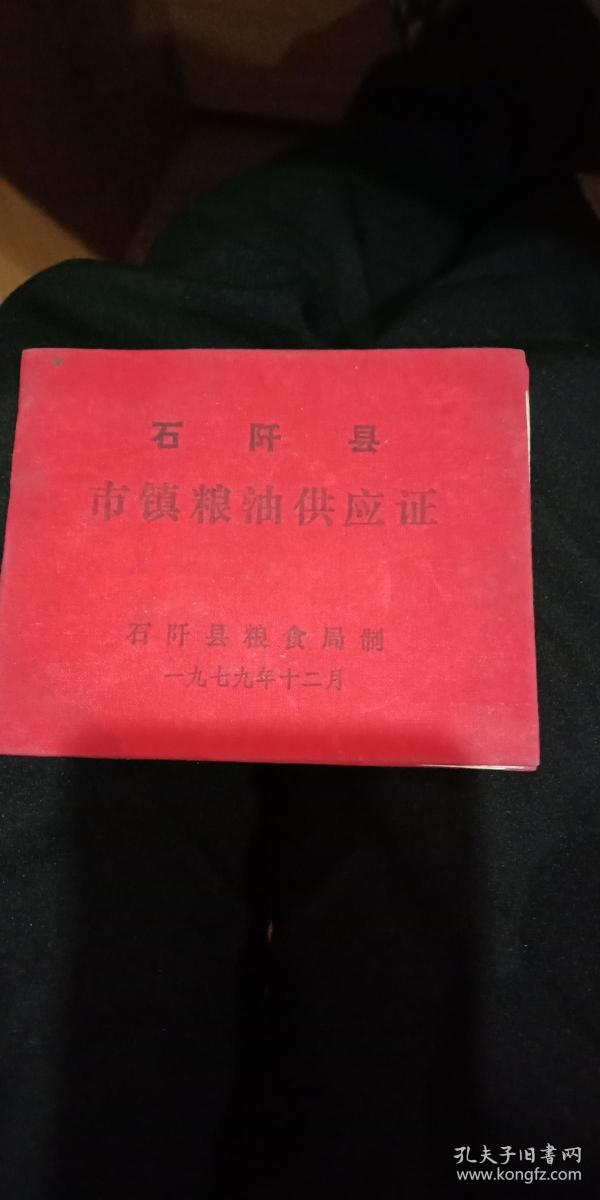 石阡县
市镇粮油供应证
石阡县粮食局制
一九七九年十二月
孔夫子旧书网
www.kongfz.com